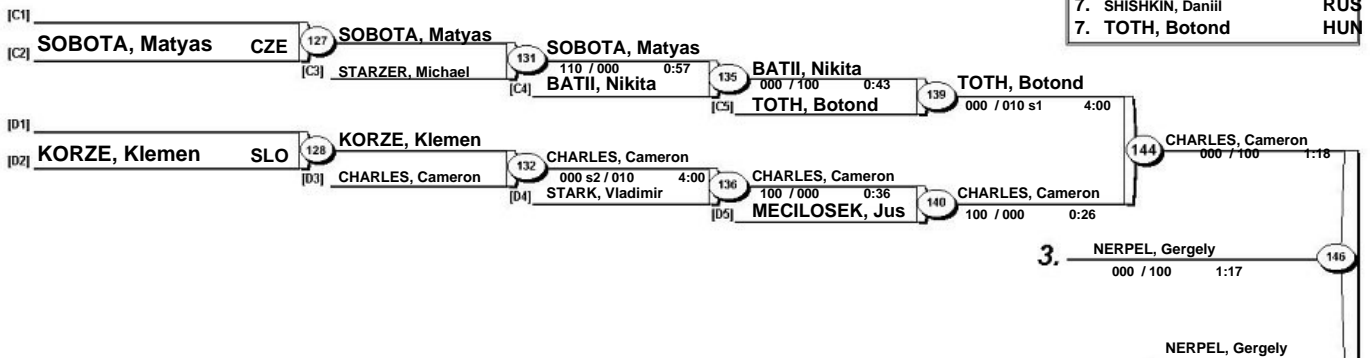 7. SHISHKIN, Daniil RUS
7. TOTH, Botond HUN
[C1]
[C2] SOBOTA, Matyas CZE
127
SOBOTA, Matyas
[C3] STARZER, Michael
131
SOBOTA, Matyas
110 / 000 0:57
[C4] BATII, Nikita
135
BATII, Nikita
000 / 100 0:43
[C5] TOTH, Botond
139
TOTH, Botond
000 / 010 s1 4:00
[D1]
[D2] KORZE, Klemen SLO
128
KORZE, Klemen
[D3] CHARLES, Cameron
132
CHARLES, Cameron
000 s2 / 010 4:00
[D4] STARK, Vladimir
136
CHARLES, Cameron
100 / 000 0:36
[D5] MECILOSEK, Jus
140
CHARLES, Cameron
100 / 000 0:26
144
CHARLES, Cameron
000 / 100 1:18
3. NERPEL, Gergely
000 / 100 1:17
146
NERPEL, Gergely